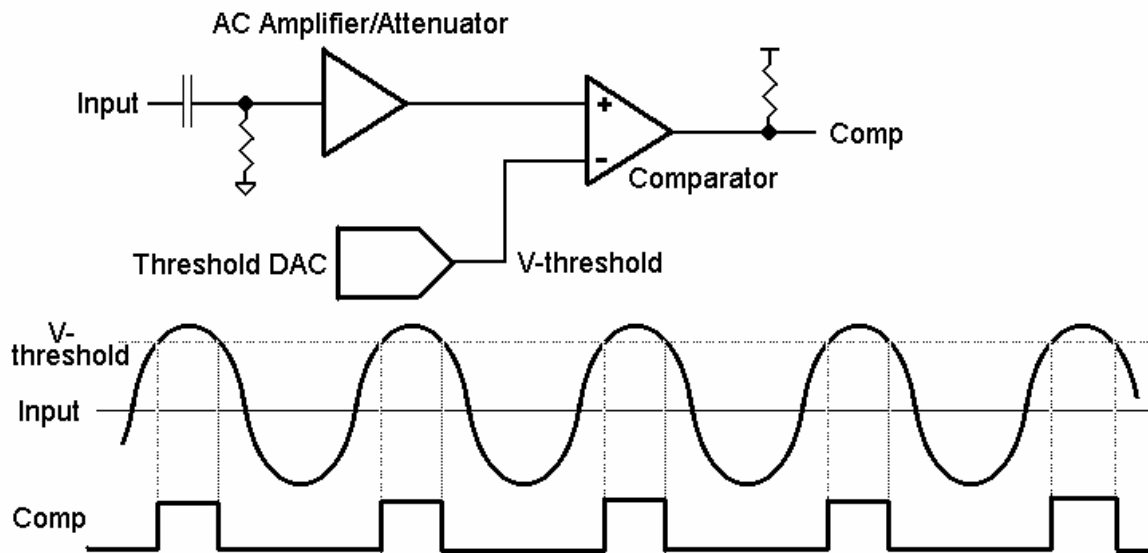 AC Amplifier/Attenuator
Input
+
-
Comp
Comparator
Threshold DAC
V-threshold
V-
threshold
Input
Comp